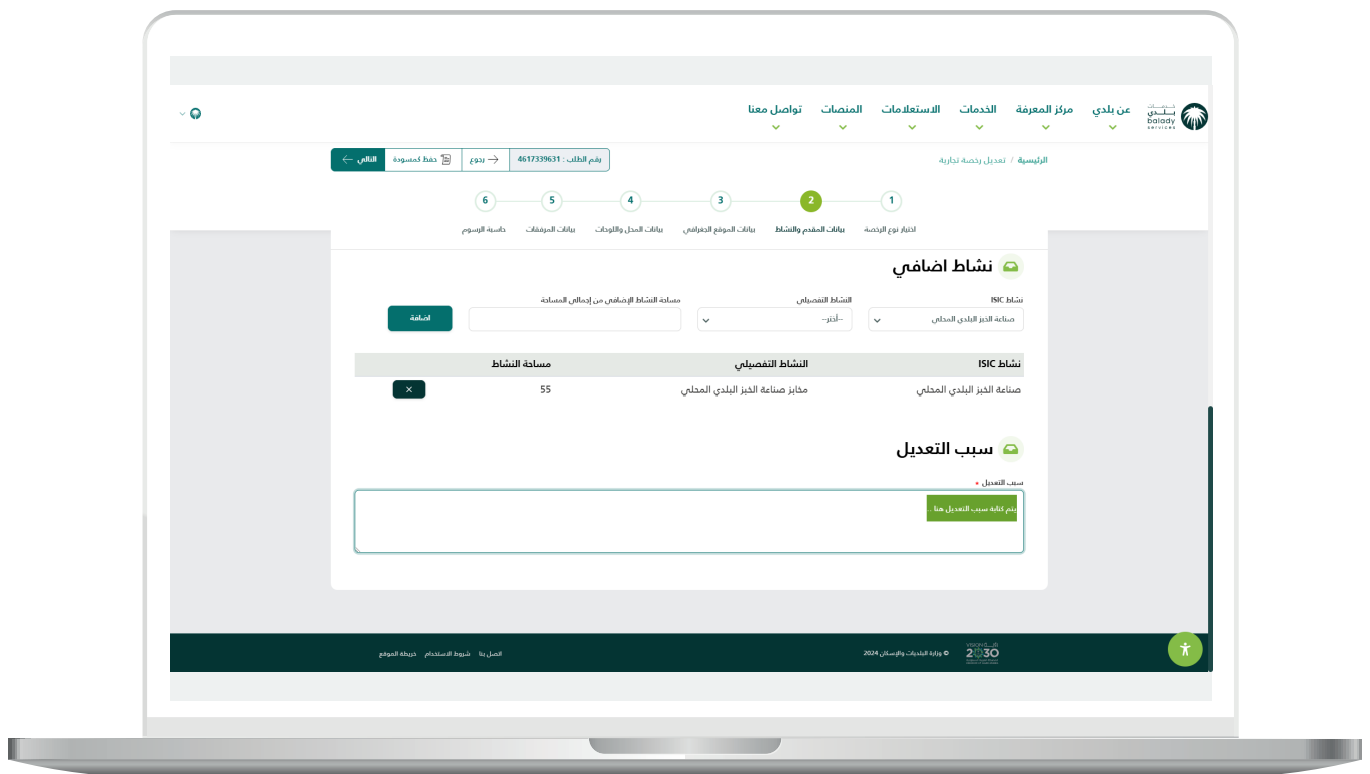 خدمات
بلدي
balady
services
عن بلدي
مركز المعرفة
الخدمات
الاستعلامات
المنصات
تواصل معنا
الرئيسية / تعديل رخصة تجارية
رقم الطلب : 4617339631
رجوع
حفظ كمسودة
التالي
1
2
3
4
5
6
اختيار نوع الرخصة
بيانات المقدم والنشاط
بيانات الموقع الجغرافي
بيانات المحل واللوحات
بيانات المرفقات
حاسبة الرسوم
نشاط اضافي
نشاط ISIC
النشاط التفصيلي
مساحة النشاط الإضافي من إجمالي المساحة
صناعة الخبز البلدي المحلي
--أختر--
اضافة
نشاط ISIC
النشاط التفصيلي
مساحة النشاط
صناعة الخبز البلدي المحلي
مخابز صناعة الخبز البلدي المحلي
55
سبب التعديل
سبب التعديل *
يتم كتابة سبب التعديل هنا ..
2030
© وزارة البلديات والإسكان 2024
اتصل بنا
شروط الاستخدام
خريطة الموقع